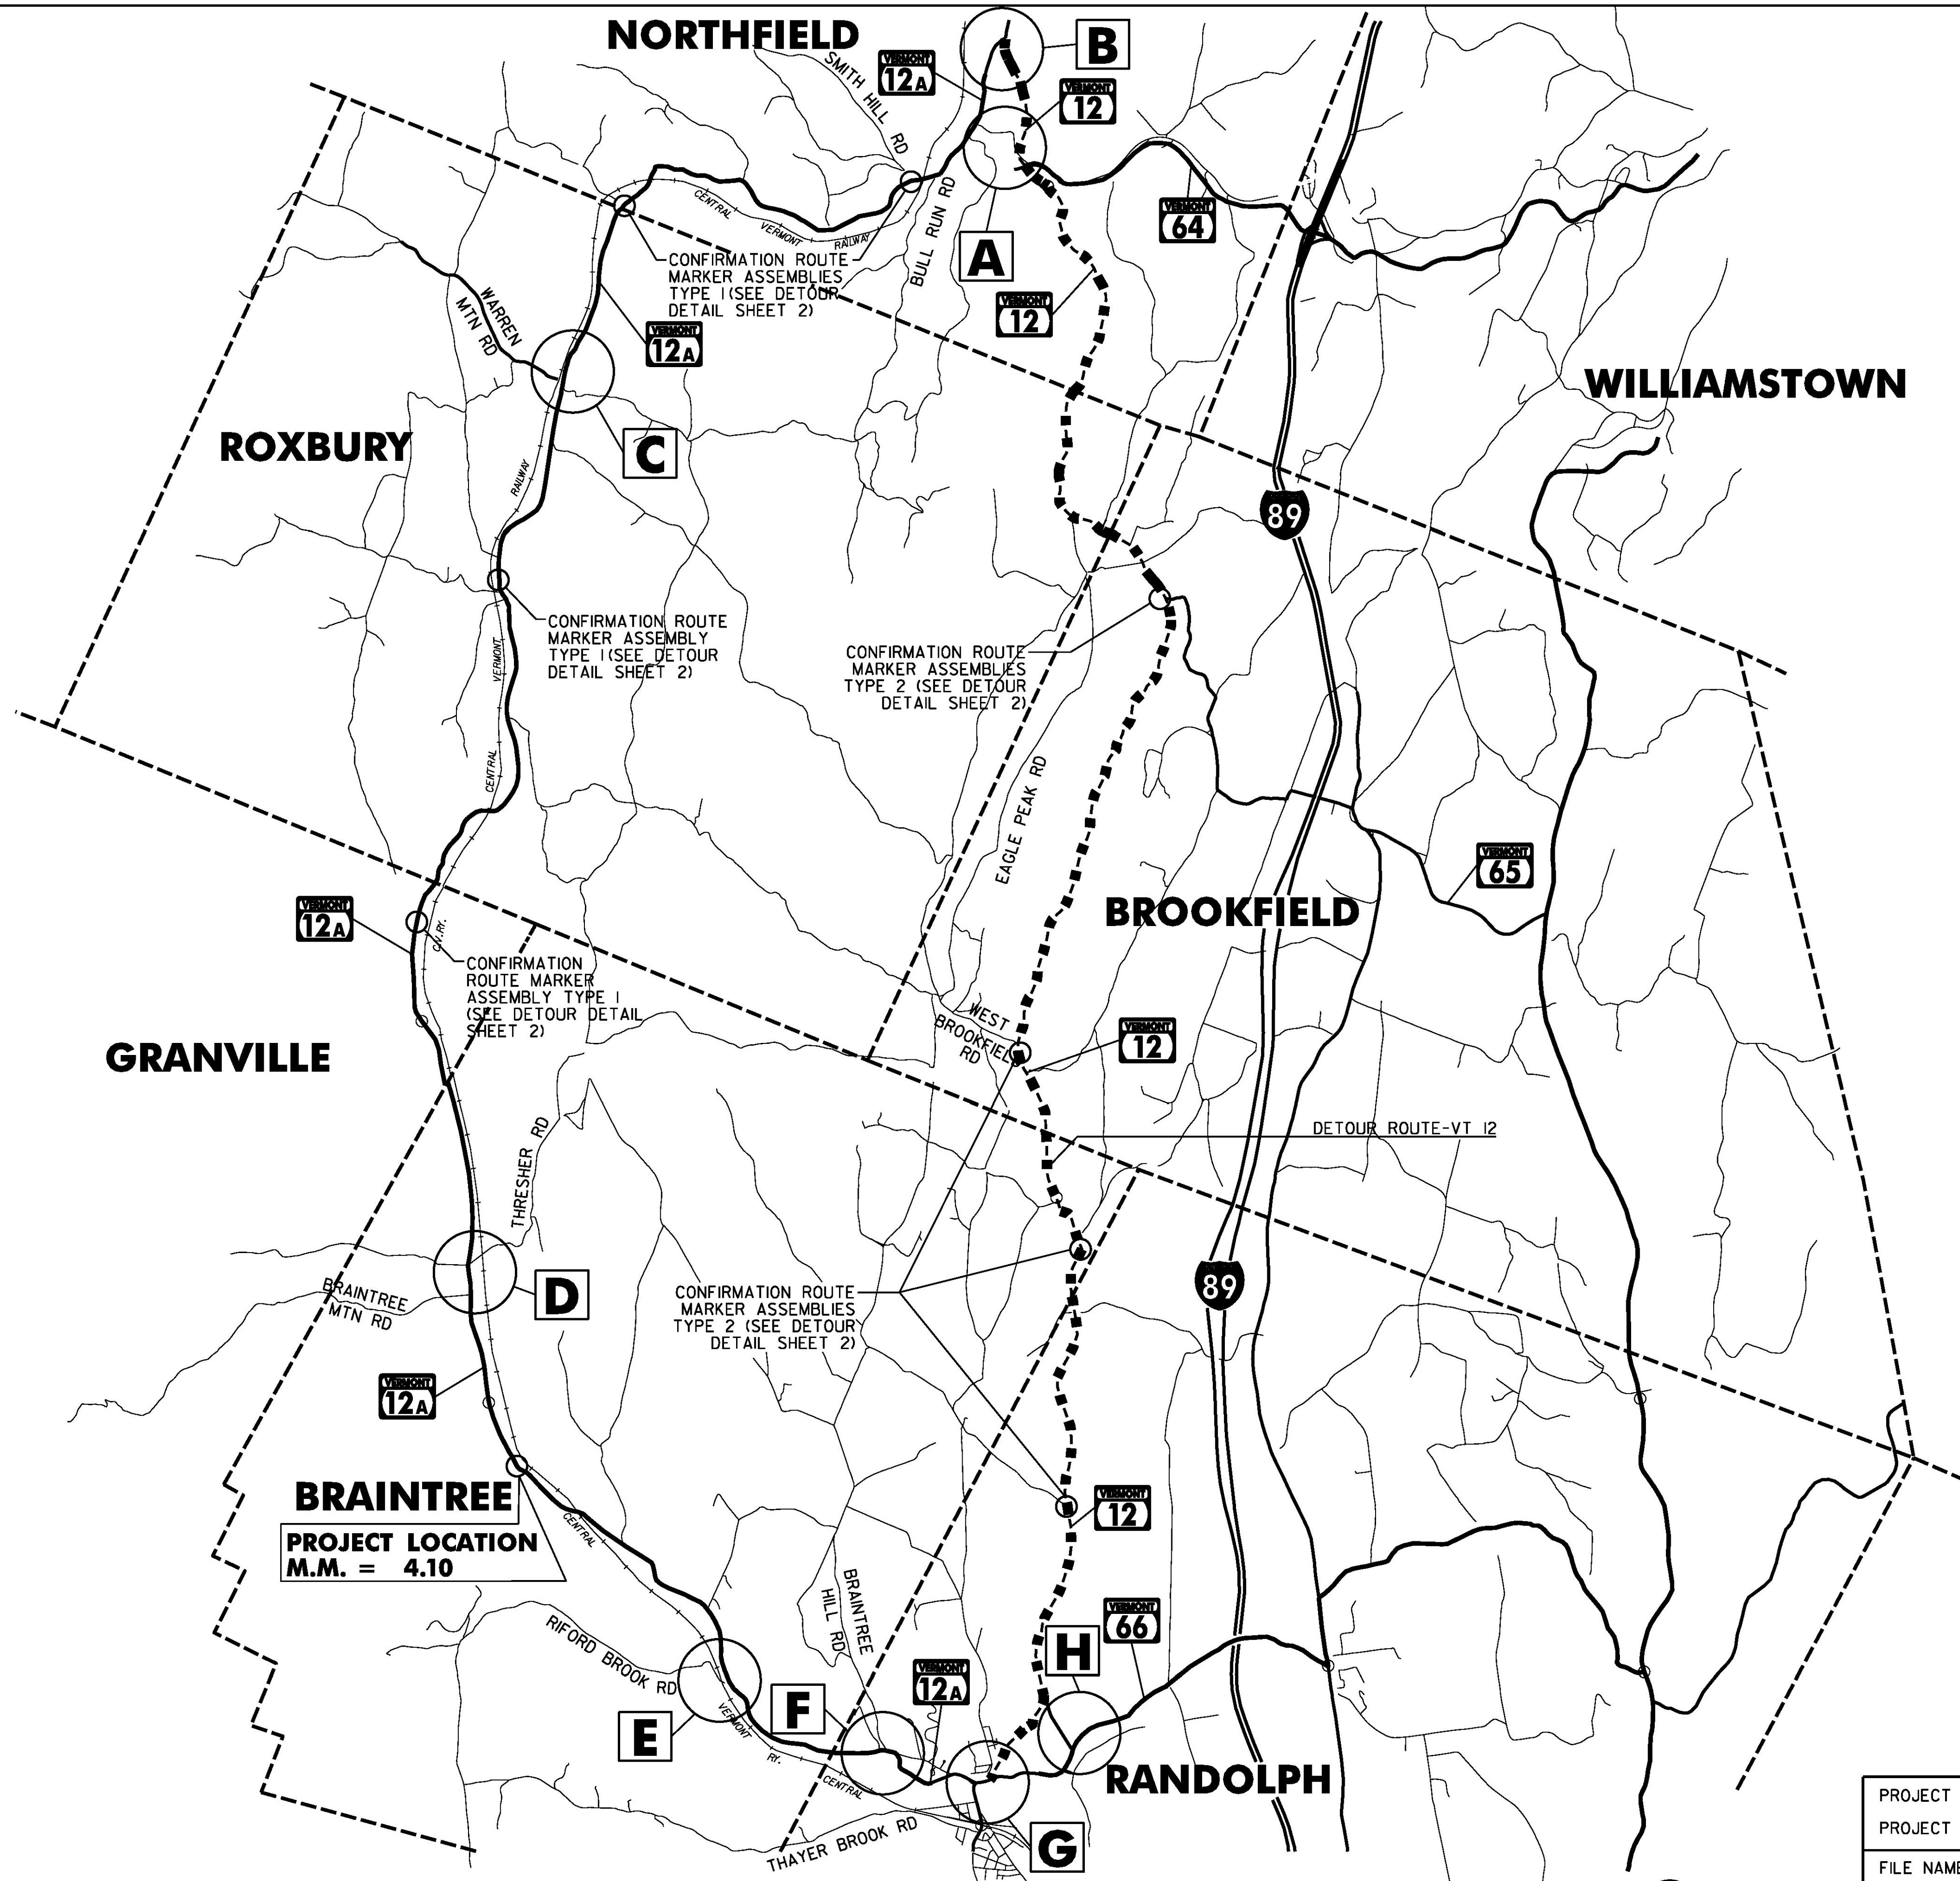 NORTHFIELD
B
VERMONT
12A
VERMONT
12
SMITH HILL RD
BULL RUN RD
A
VERMONT
64
CENTRAL
VERMONT
RAILWAY
CONFIRMATION ROUTE
MARKER ASSEMBLIES
TYPE 1 (SEE DETOUR
DETAIL SHEET 2)
VERMONT
12
WARREN
MTN RD
VERMONT
12A
WILLIAMSTOWN
ROXBURY
C
RAILWAY
89
CONFIRMATION ROUTE
MARKER ASSEMBLY
TYPE 1 (SEE DETOUR
DETAIL SHEET 2)
VERMONT
CONFIRMATION ROUTE
MARKER ASSEMBLIES
TYPE 2 (SEE DETOUR
DETAIL SHEET 2)
CENTRAL
EAGLE PEAK RD
VERMONT
65
BROOKFIELD
VERMONT
12A
C.V.RY.
CONFIRMATION
ROUTE MARKER
ASSEMBLY TYPE 1
(SEE DETOUR DETAIL
SHEET 2)
WEST
BROOKFIEL
RD
VERMONT
12
GRANVILLE
DETOUR ROUTE-VT 12
THRESHER RD
89
BRAINTREE
MTN RD
D
CONFIRMATION ROUTE
MARKER ASSEMBLIES
TYPE 2 (SEE DETOUR
DETAIL SHEET 2)
VERMONT
12A
BRAINTREE
PROJECT LOCATION
M.M. = 4.10
CENTRAL
VERMONT
12
BRAINTREE
HILL RD
VERMONT
66
RIFORD BROOK RD
H
VERMONT
12A
F
E
VERMONT
RY.
CENTRAL
RANDOLPH
THAYER BROOK RD
G
PROJECT
PROJECT
FILE NAME